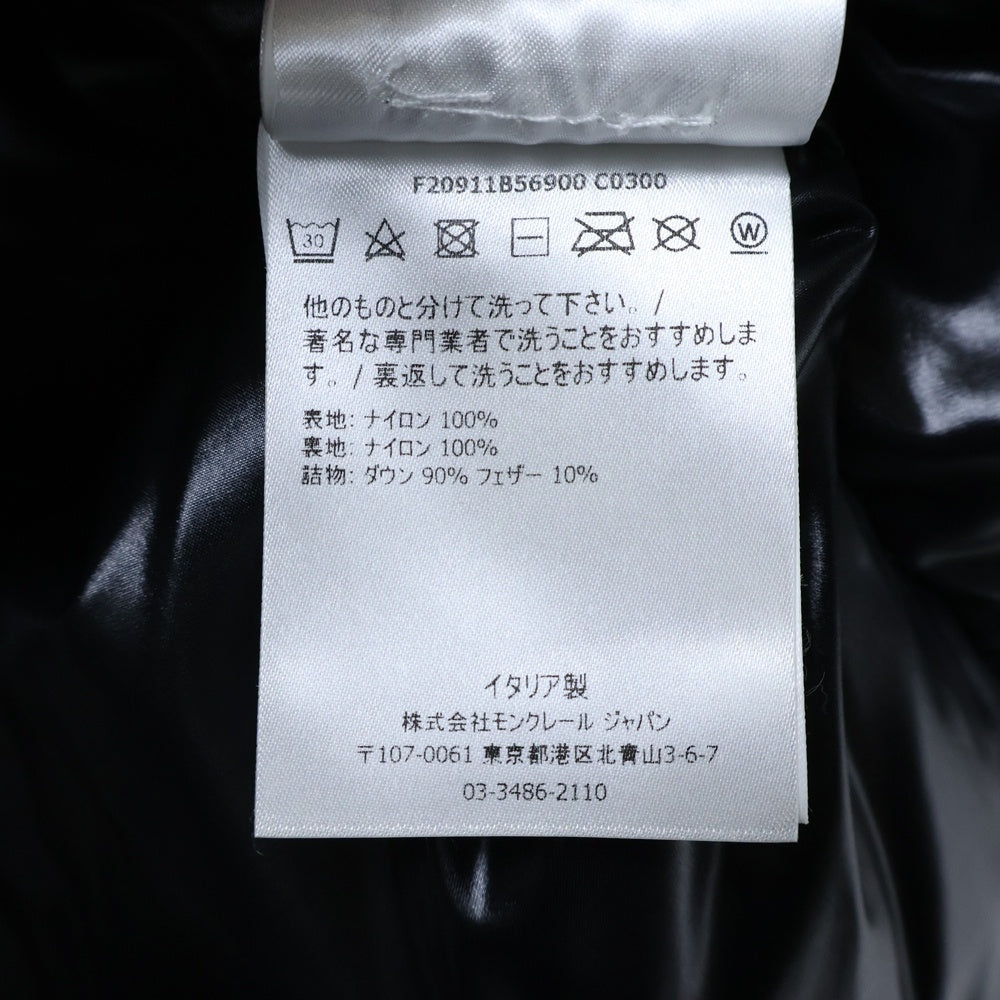 F20911B56900 C0300
30
W
他のものと分けて洗って下さい。/
著名な専門業者で洗うことをおすすめしま
す。/ 裏返して洗うことをおすすめします。
表地: ナイロン 100%
裏地: ナイロン 100%
詰物: ダウン 90% フェザー 10%
イタリア製
株式会社モンクレール ジャパン
〒107-0061 東京都港区北青山3-6-7
03-3486-2110